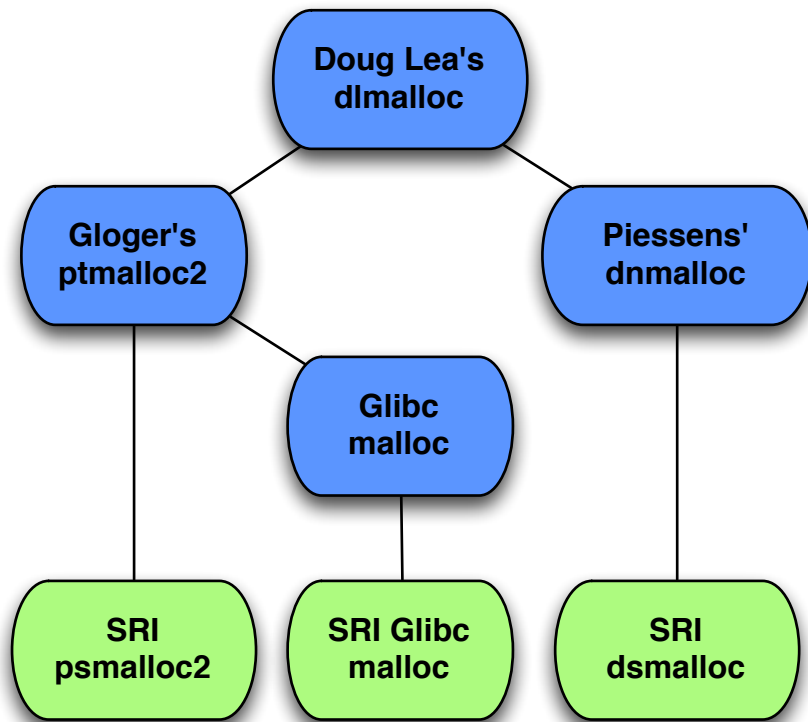 Doug Lea's
dlmalloc
Gloger's
ptmalloc2
Piessens'
dnmalloc
Glibc
malloc
SRI
psmalloc2
SRI Glibc
malloc
SRI
dsmalloc